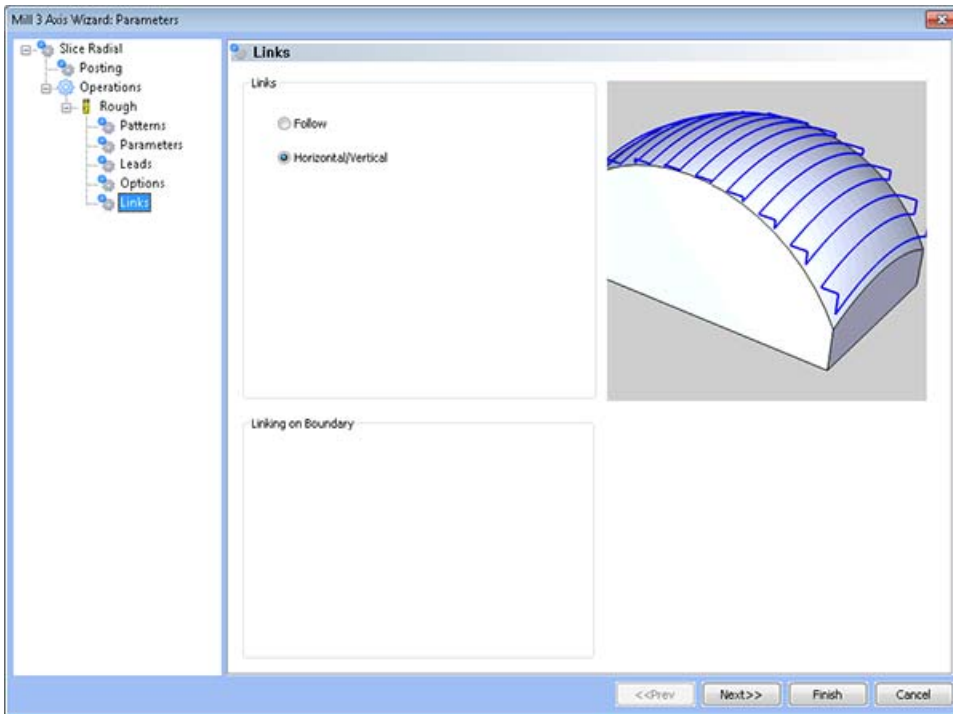 Mill 3 Axis Wizard: Parameters
Slice Radial
Posting
Operations
Rough
Patterns
Parameters
Leads
Options
Links
Links
Links
Follow
Horizontal/Vertical
Linking on Boundary
<<Prev
Next>>
Finish
Cancel